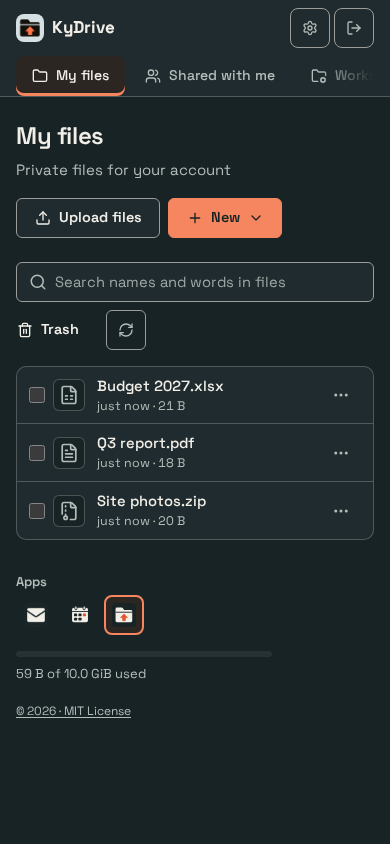 KyDrive
My files
Shared with me
Work
My files
Private files for your account
Upload files
New
Search names and words in files
Trash
Budget 2027.xlsx
just now · 21 B
Q3 report.pdf
just now · 18 B
Site photos.zip
just now · 20 B
Apps
59 B of 10.0 GiB used
© 2026 · MIT License